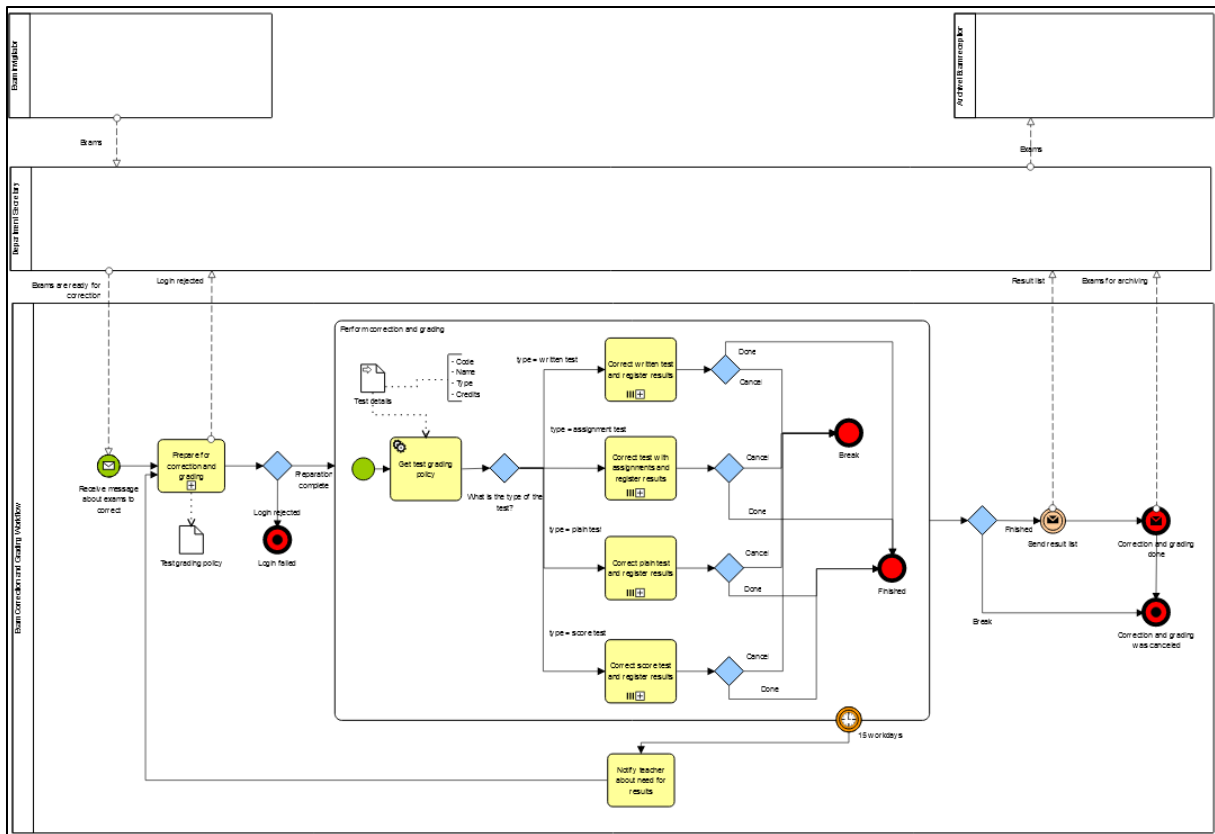 Exam invigilator
Archive Exam reception
Exams
Exams
Department Secretary
Exams are ready for
correction
Login rejected
Result list
Exams for archiving
Exam Correction and Grading Workflow
Perform correction and grading
- Code
- Name
- Type
- Credits
Test details
type = written test
Correct written test
and register results
Done
Cancel
type = assignment test
Get test grading
policy
What is the type of the
test?
Correct test with
assignments and
register results
Cancel
Done
Break
Prepare for
correction and
grading
Receive message
about exams to
correct
Preparation
complete
Login rejected
Login failed
Test grading policy
type = plain test
Correct plain test
and register results
Cancel
Done
Finished
type = score test
Correct score test
and register results
Cancel
Done
Finished
Send result list
Correction and grading
done
Break
Correction and grading
was canceled
15 workdays
Notify teacher
about need for
results